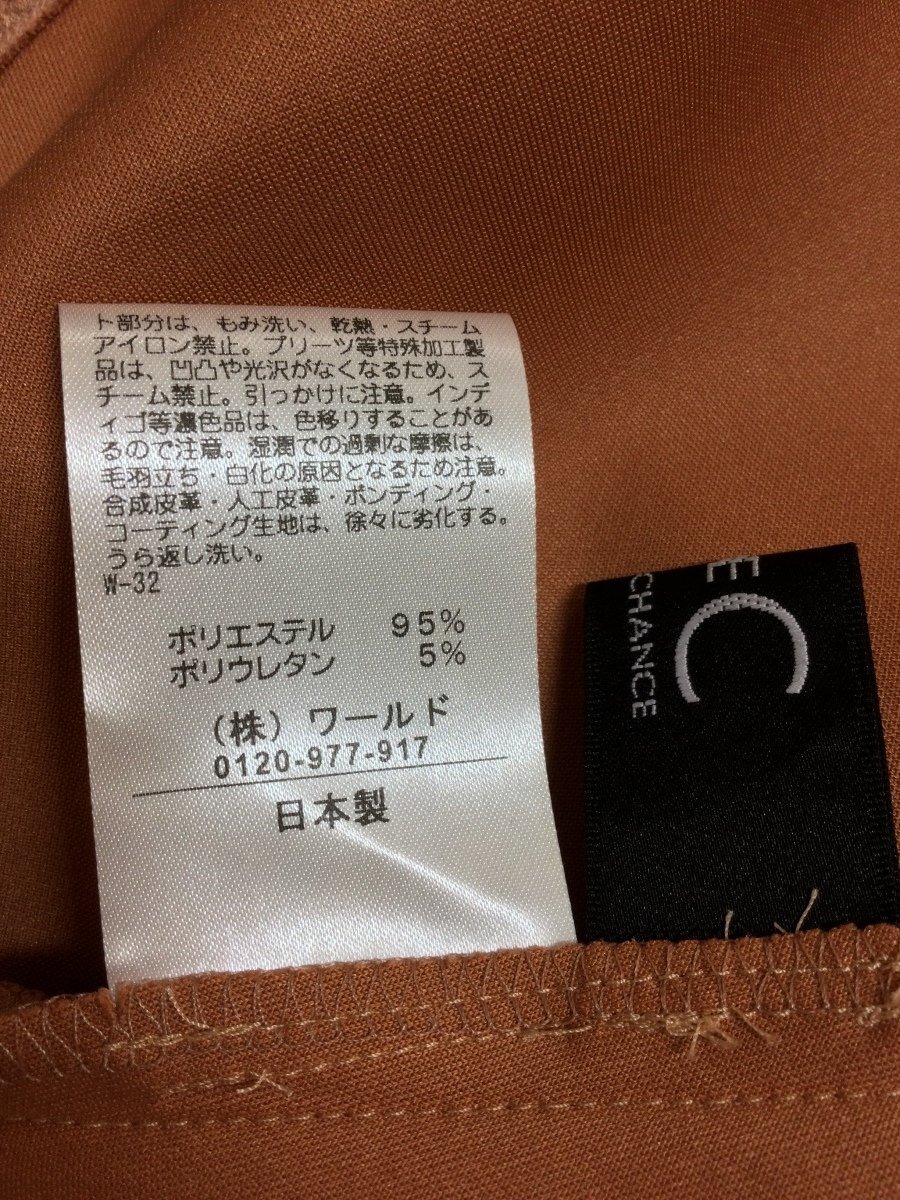 ト部分は、もみ洗い、乾熱・スチーム
アイロン禁止。プリーツ等特殊加工製
品は、凹凸や光沢がなくなるため、ス
チーム禁止。引っかけに注意。インデ
ィゴ等濃色品は、色移りすることがあ
るので注意。湿潤での過剰な摩擦は、
毛羽立ち・白化の原因となるため注意。
合成皮革・人工皮革・ボンディング・
コーティング生地は、徐々に劣化する。
うら返し洗い。
W-32
ポリエステル 95%
ポリウレタン 5%
(株) ワールド
0120-977-917
日本製
E C
CHANCE